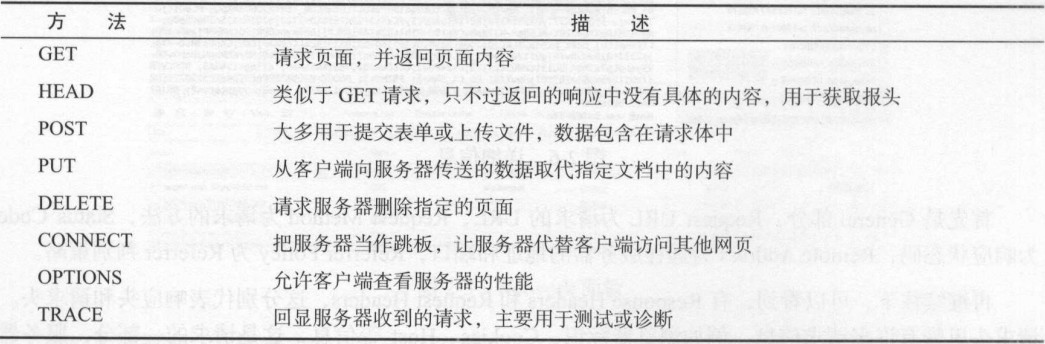 方 法 描 述
GET 请求页面，并返回页面内容
HEAD 类似于 GET 请求，只不过返回的响应中没有具体的内容，用于获取报头
POST 大多用于提交表单或上传文件，数据包含在请求体中
PUT 从客户端向服务器传送的数据取代指定文档中的内容
DELETE 请求服务器删除指定的页面
CONNECT 把服务器当作跳板，让服务器代替客户端访问其他网页
OPTIONS 允许客户端查看服务器的性能
TRACE 回显服务器收到的请求，主要用于测试或诊断